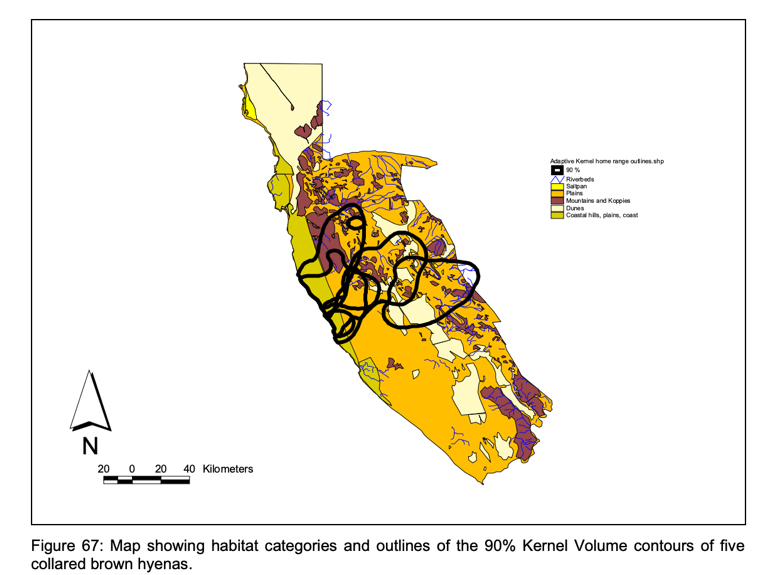 Adaptive Kernel home range outlines.shp
90 %
Riverbeds
Saltpan
Plains
Mountains and Koppies
Dunes
Coastal hills, plains, coast
N
20 0 20 40 Kilometers
Figure 67: Map showing habitat categories and outlines of the 90% Kernel Volume contours of five
collared brown hyenas.